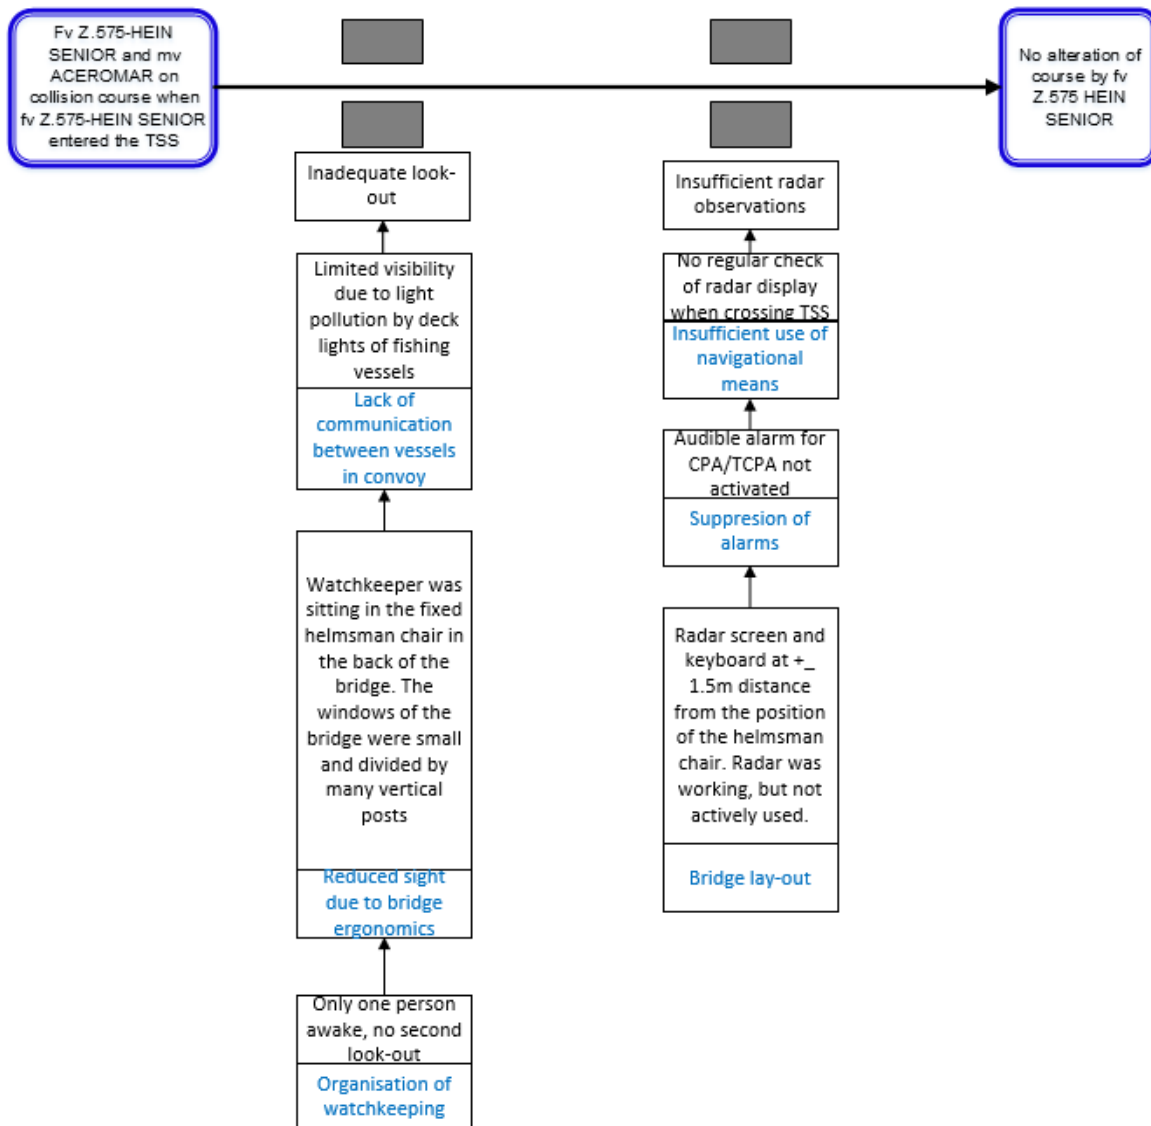 Fv Z.575-HEIN
SENIOR and mv
ACEROMAR on
collision course when
fv Z.575-HEIN SENIOR
entered the TSS
No alteration of
course by fv
Z.575 HEIN
SENIOR
Inadequate look-
out
Limited visibility
due to light
pollution by deck
lights of fishing
vessels
Lack of
communication
between vessels
in convoy
Watchkeeper was
sitting in the fixed
helmsman chair in
the back of the
bridge. The
windows of the
bridge were small
and divided by
many vertical
posts
Reduced sight
due to bridge
ergonomics
Only one person
awake, no second
look-out
Organisation of
watchkeeping
Insufficient radar
observations
No regular check
of radar display
when crossing TSS
Insufficient use of
navigational
means
Audible alarm for
CPA/TCPA not
activated
Suppresion of
alarms
Radar screen and
keyboard at +_
1.5m distance
from the position
of the helmsman
chair. Radar was
working, but not
actively used.
Bridge lay-out